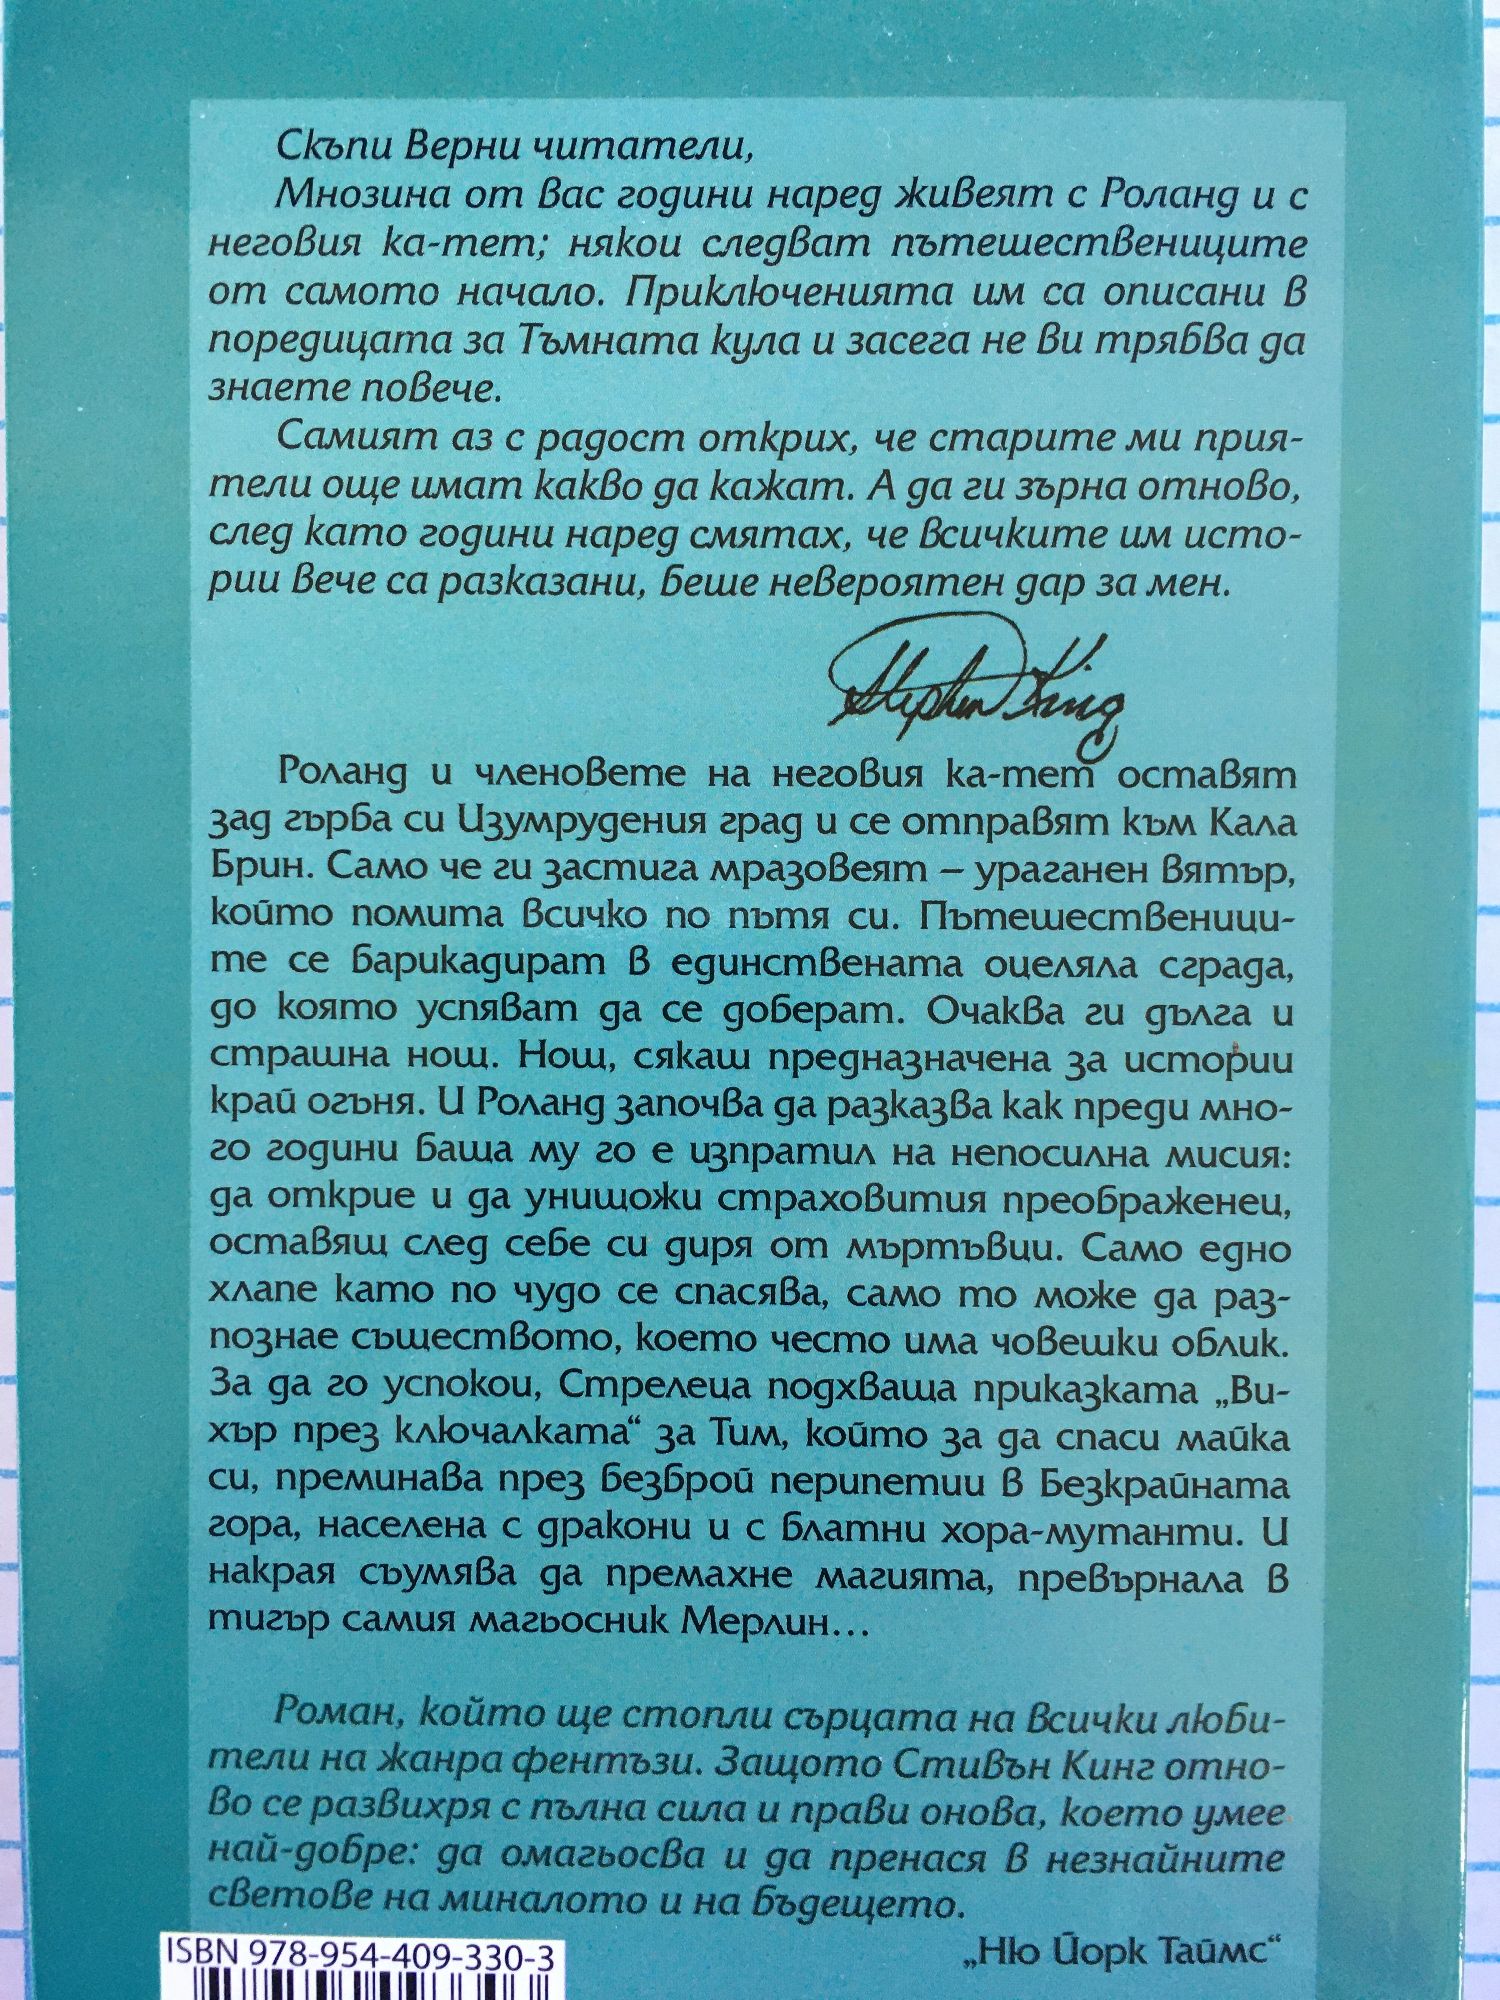 Скъпи Верни читатели,
Мнозина от вас години наред живеят с Роланд и с
неговия ка-тет; някои следват пътешествениците
от самото начало. Приключенията им са описани в
поредицата за Тъмната кула и засега не ви трябва да
знаете повече.
Самият аз с радост открих, че старите ми прия-
тели още имат какво да кажат. А да ги зърна отново,
след като години наред смятах, че всичките им исто-
рии вече са разказани, беше невероятен дар за мен.
Stephen King
Роланд и членовете на неговия ка-тет оставят
зад гърба си Изумрудения град и се отправят към Кала
Брин. Само че ги застига мразовеят – ураганен вятър,
който помита всичко по пътя си. Пътешественици-
те се барикадират в единствената оцеляла сграда,
до която успяват да се доберат. Очаква ги дълга и
страшна нощ. Нощ, сякаш предназначена за истории
край огъня. И Роланд започва да разказва как преди мно-
го години баща му го е изпратил на непосилна мисия:
да открие и да унищожи страховития преображенец,
оставящ след себе си диря от мъртъвци. Само едно
хлапе като по чудо се спасява, само то може да раз-
познае съществото, което често има човешки облик.
За да го успокои, Стрелеца подхваща приказката „Ви-
хър през ключалката“ за Тим, който за да спаси майка
си, преминава през безброй перипетии в Безкрайната
гора, населена с дракони и с блатни хора-мутанти. И
накрая съумява да премахне магията, превърнала в
тигър самия магьосник Мерлин...
Роман, който ще стопли сърцата на всички люби-
тели на жанра фентъзи. Защото Стивън Кинг отно-
во се развихря с пълна сила и прави онова, което умее
най-добре: да омагьосва и да пренася в незнайните
светове на миналото и на бъдещето.
„Ню Йорк Таймс“
ISBN 978-954-409-330-3